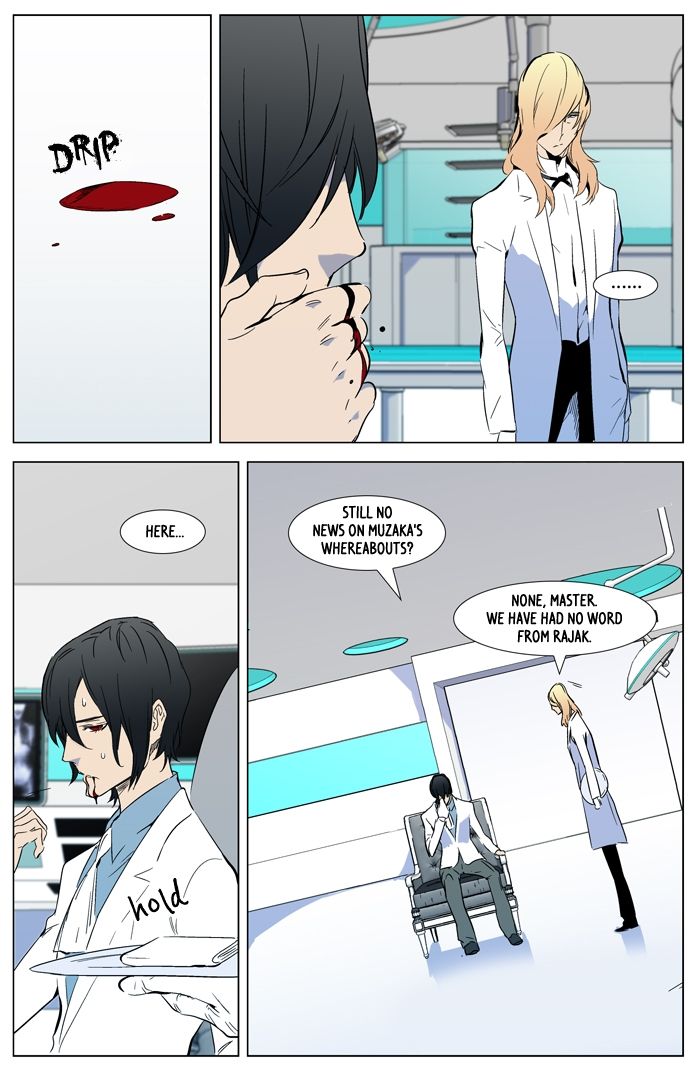 DRIP
......
HERE...
hold
STILL NO
NEWS ON MUZAKA'S
WHEREABOUTS?
NONE, MASTER.
WE HAVE HAD NO WORD
FROM RAJAK.